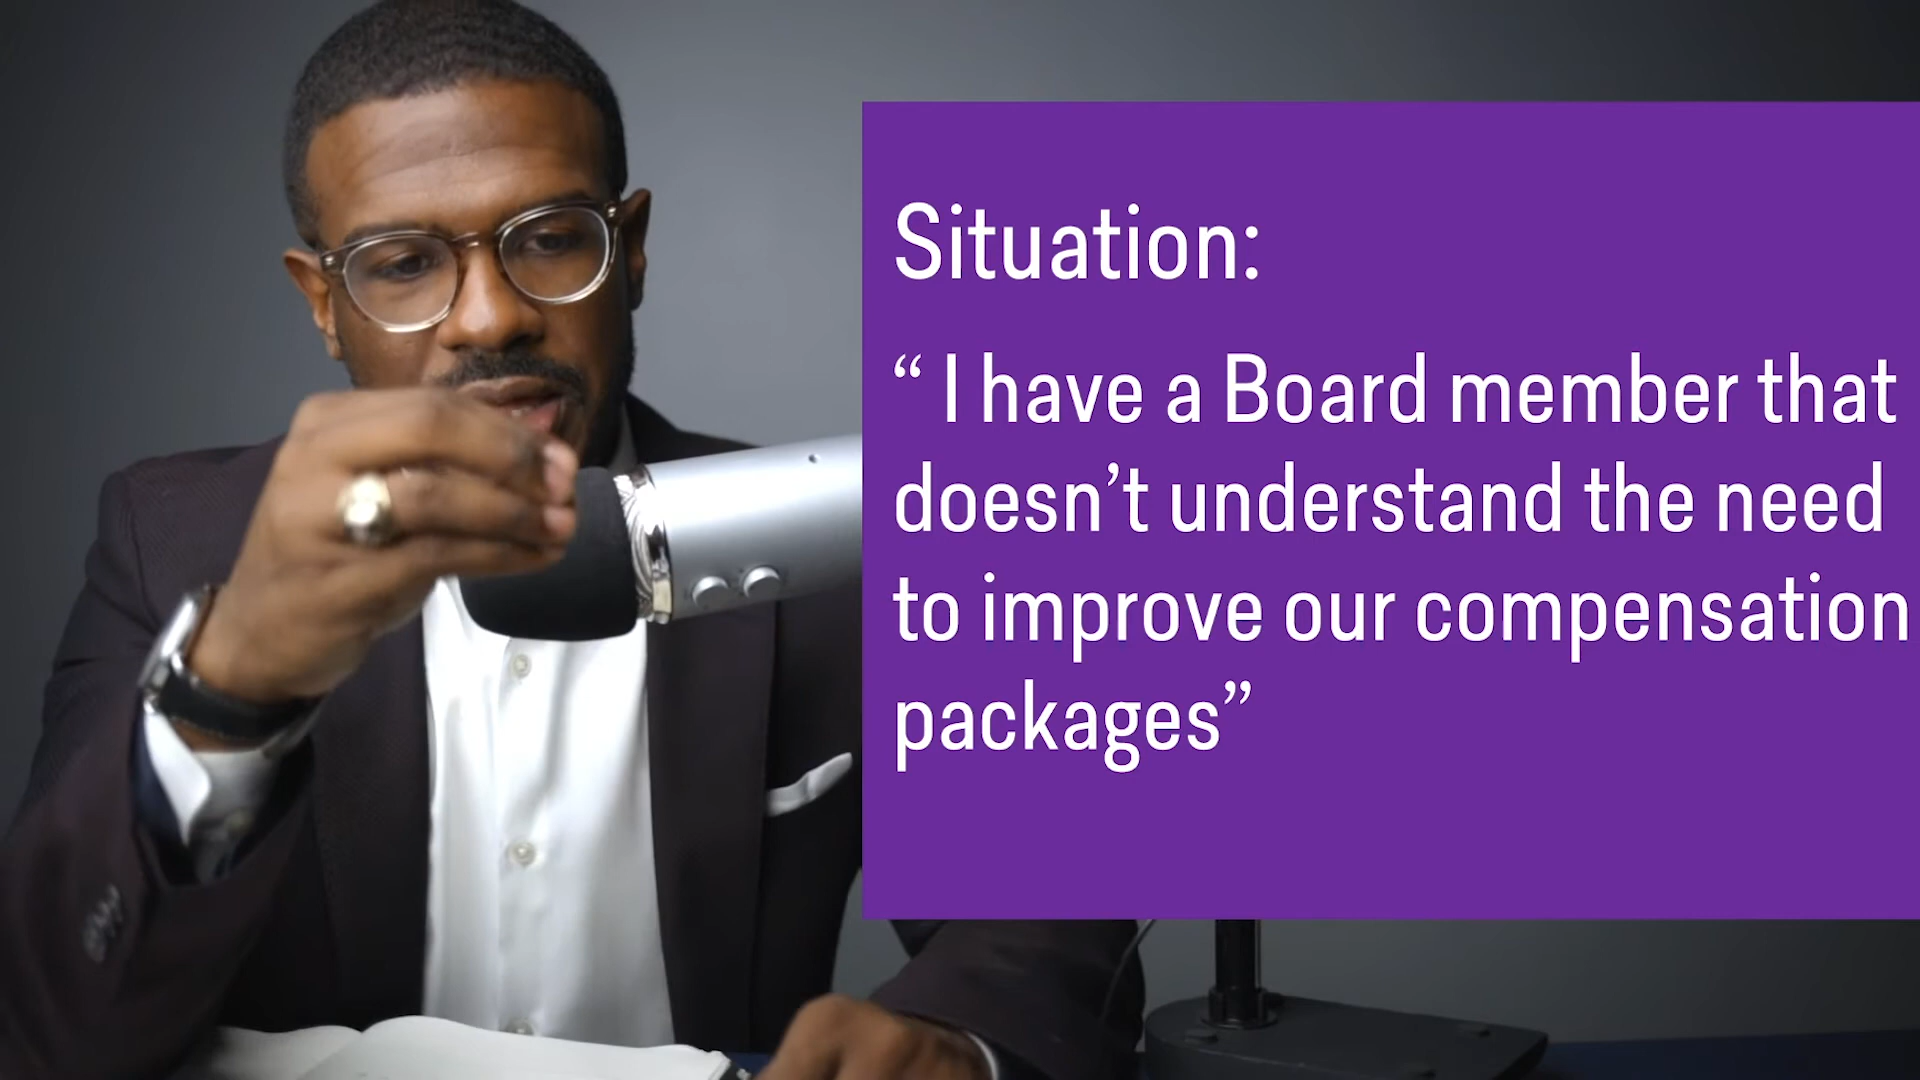 Situation:
“ I have a Board member that
doesn’t understand the need
to improve our compensation
packages”